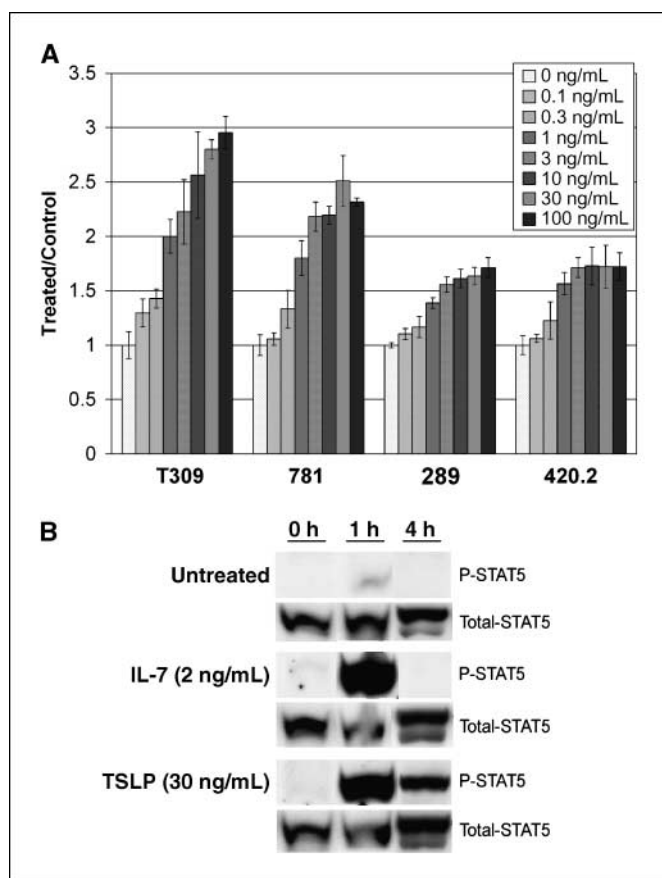 A
3.5
3
2.5
2
1.5
1
0.5
0
Treated/Control
0 ng/mL
0.1 ng/mL
0.3 ng/mL
1 ng/mL
3 ng/mL
10 ng/mL
30 ng/mL
100 ng/mL
T309 781 289 420.2
B
0 h 1 h 4 h
Untreated P-STAT5
Total-STAT5
IL-7 (2 ng/mL) P-STAT5
Total-STAT5
TSLP (30 ng/mL) P-STAT5
Total-STAT5